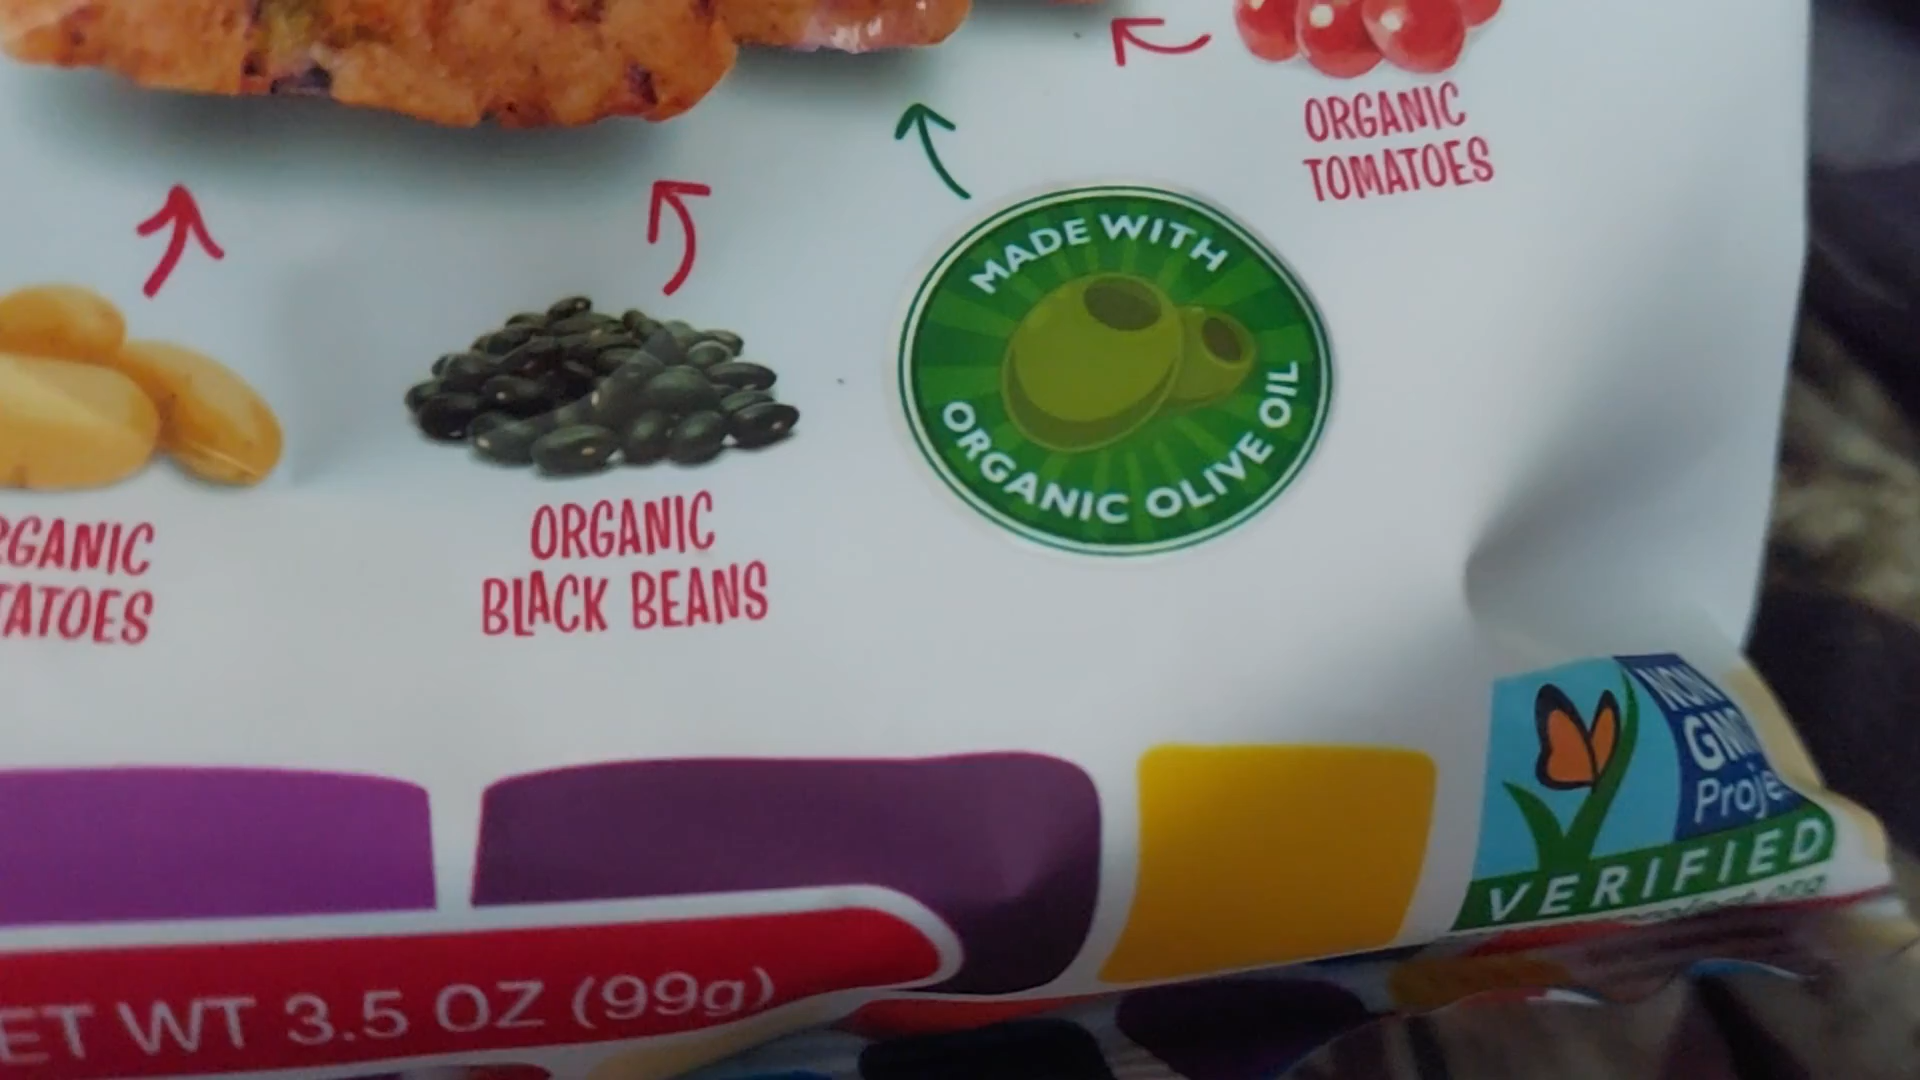 ORGANIC
TOMATOES
MADE WITH
ORGANIC OLIVE OIL
RGANIC
TATOES
ORGANIC
BLACK BEANS
NON
GMO
Proje
VERIFIED
ET WT 3.5 OZ (99g)